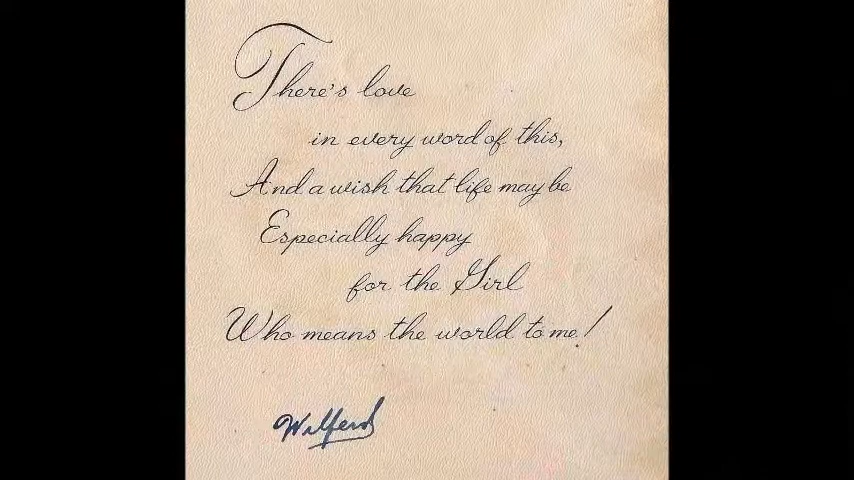 There's love
in every word of this,
And a wish that life may be
Especially happy
for the Girl
Who means the world to me!
Wilferd